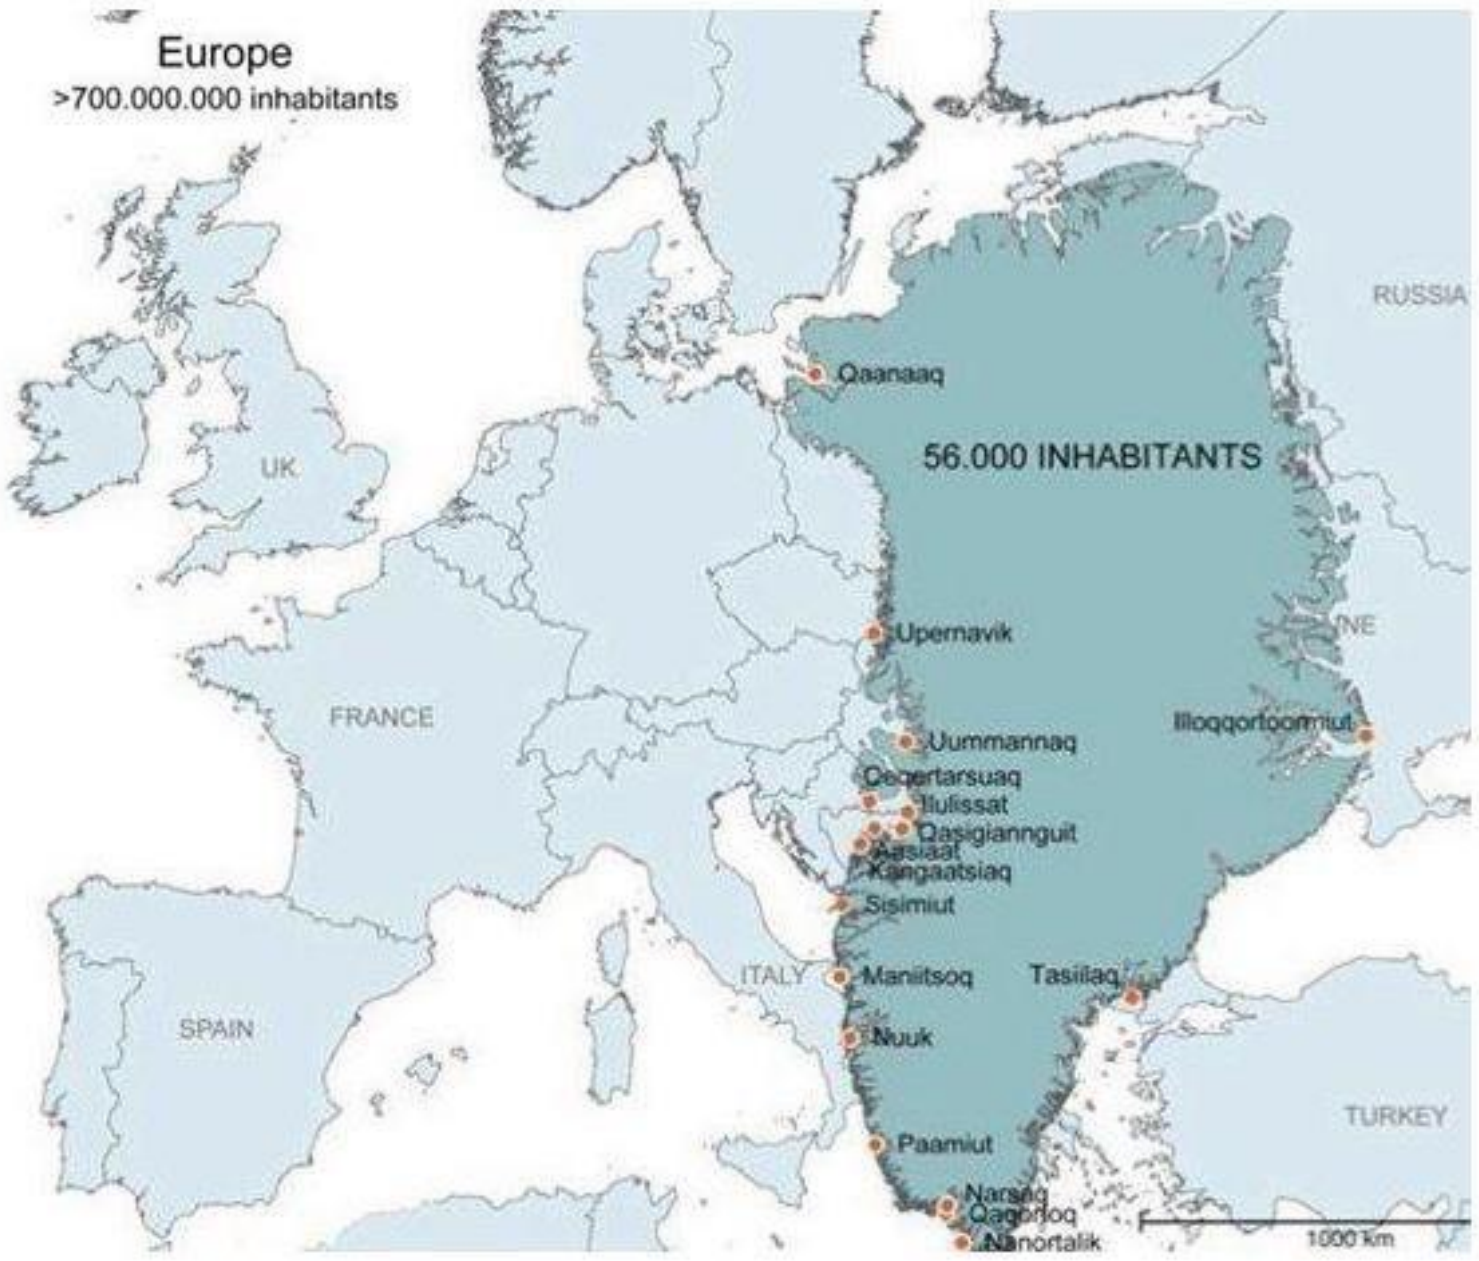 Europe
>700.000.000 inhabitants
RUSSIA
Qaanaaq
56.000 INHABITANTS
UK
Upernavik
INE
FRANCE
Illoqqortoormiut
Uummannaq
Qeqertarsuaq
Ilulissat
Qasigiannguit
Aasiaat
Kangaatsiaq
Sisimiut
ITALY
Maniitsoq
Tasiilaq
SPAIN
Nuuk
TURKEY
Paamiut
Narsaq
Qaqortoq
Nanortalik
1000 km